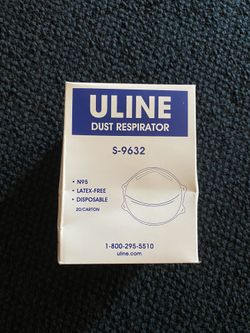 ULINE
DUST RESPIRATOR
S-9632
• N95
• LATEX-FREE
• DISPOSABLE
20/CARTON
1-800-295-5510
uline.com